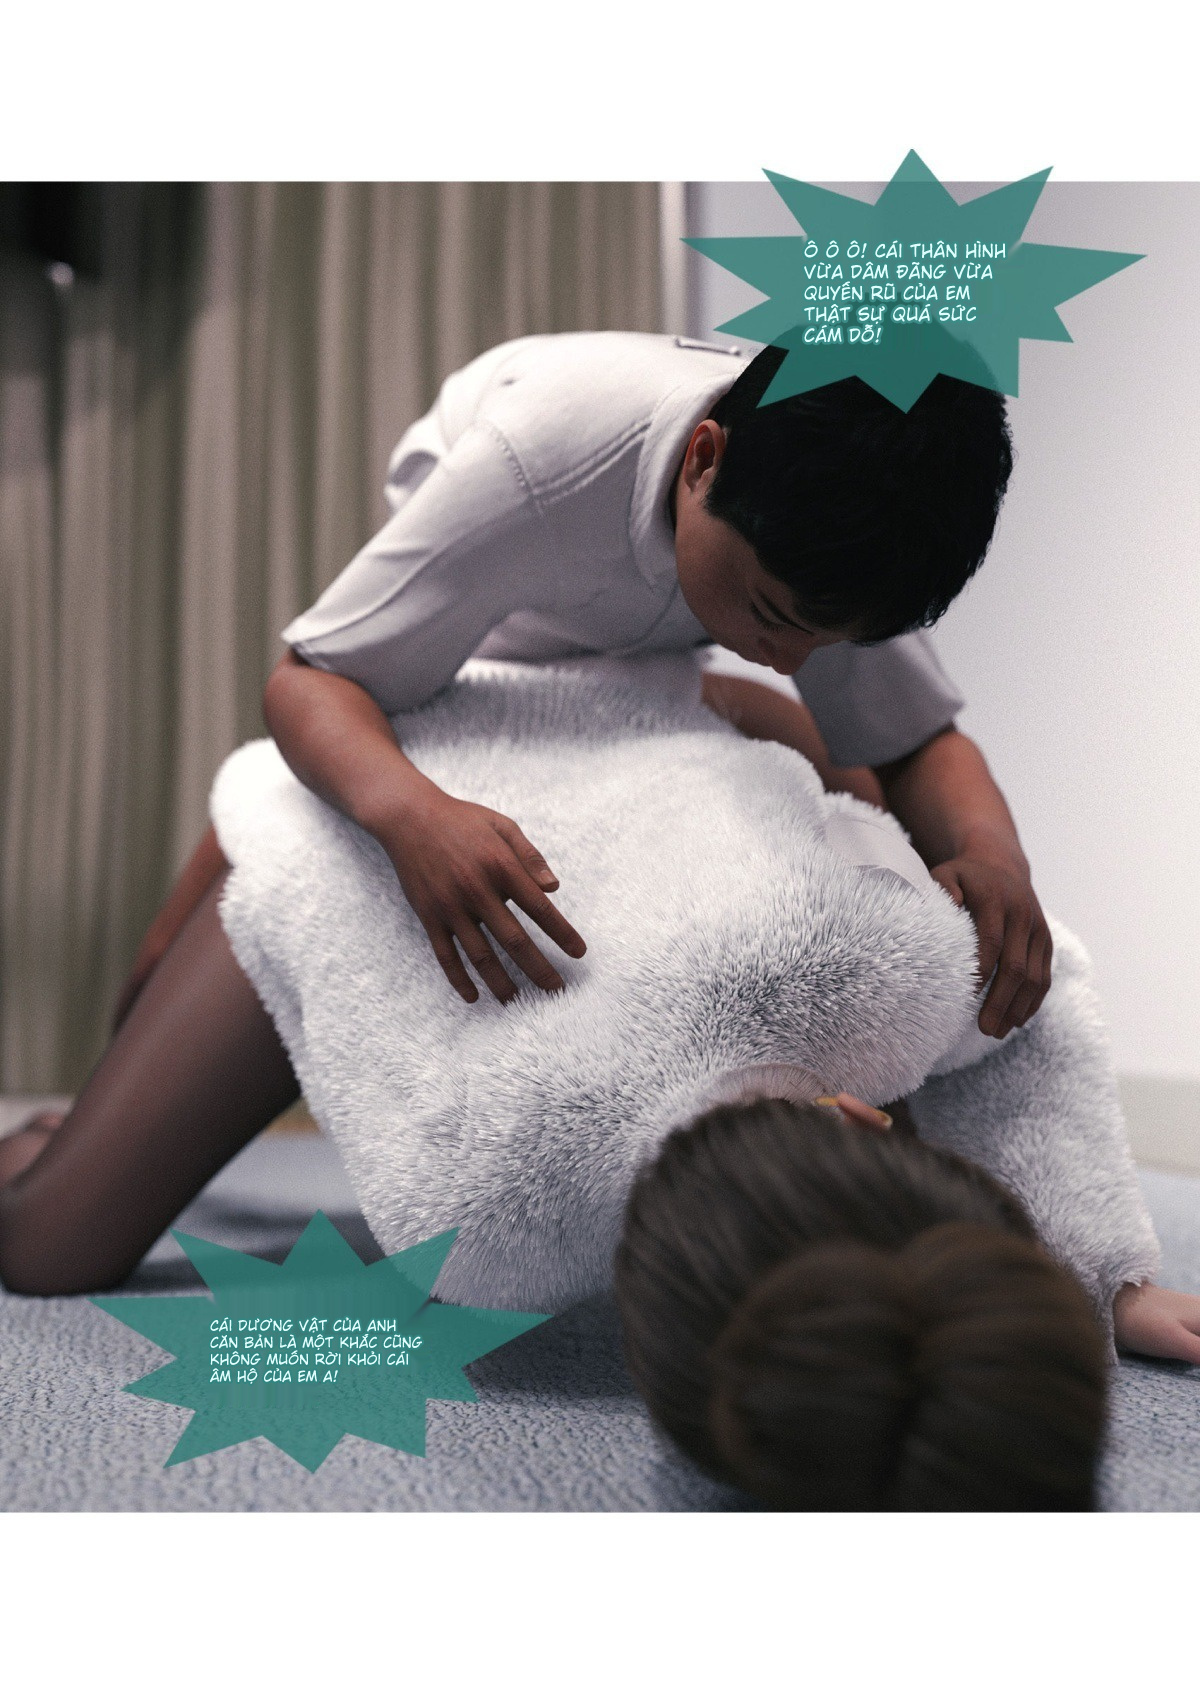 Ô Ô Ô! CÁI THÂN HÌNH
VỪA DÂM ĐÃNG VỪA
QUYẾN RŨ CỦA EM
THẬT SỰ QUÁ SỨC
CÁM DỖ!
CÁI DƯƠNG VẬT CỦA ANH
CĂN BẢN LÀ MỘT KHẮC CŨNG
KHÔNG MUỐN RỜI KHỎI CÁI
ÂM HỘ CỦA EM A!